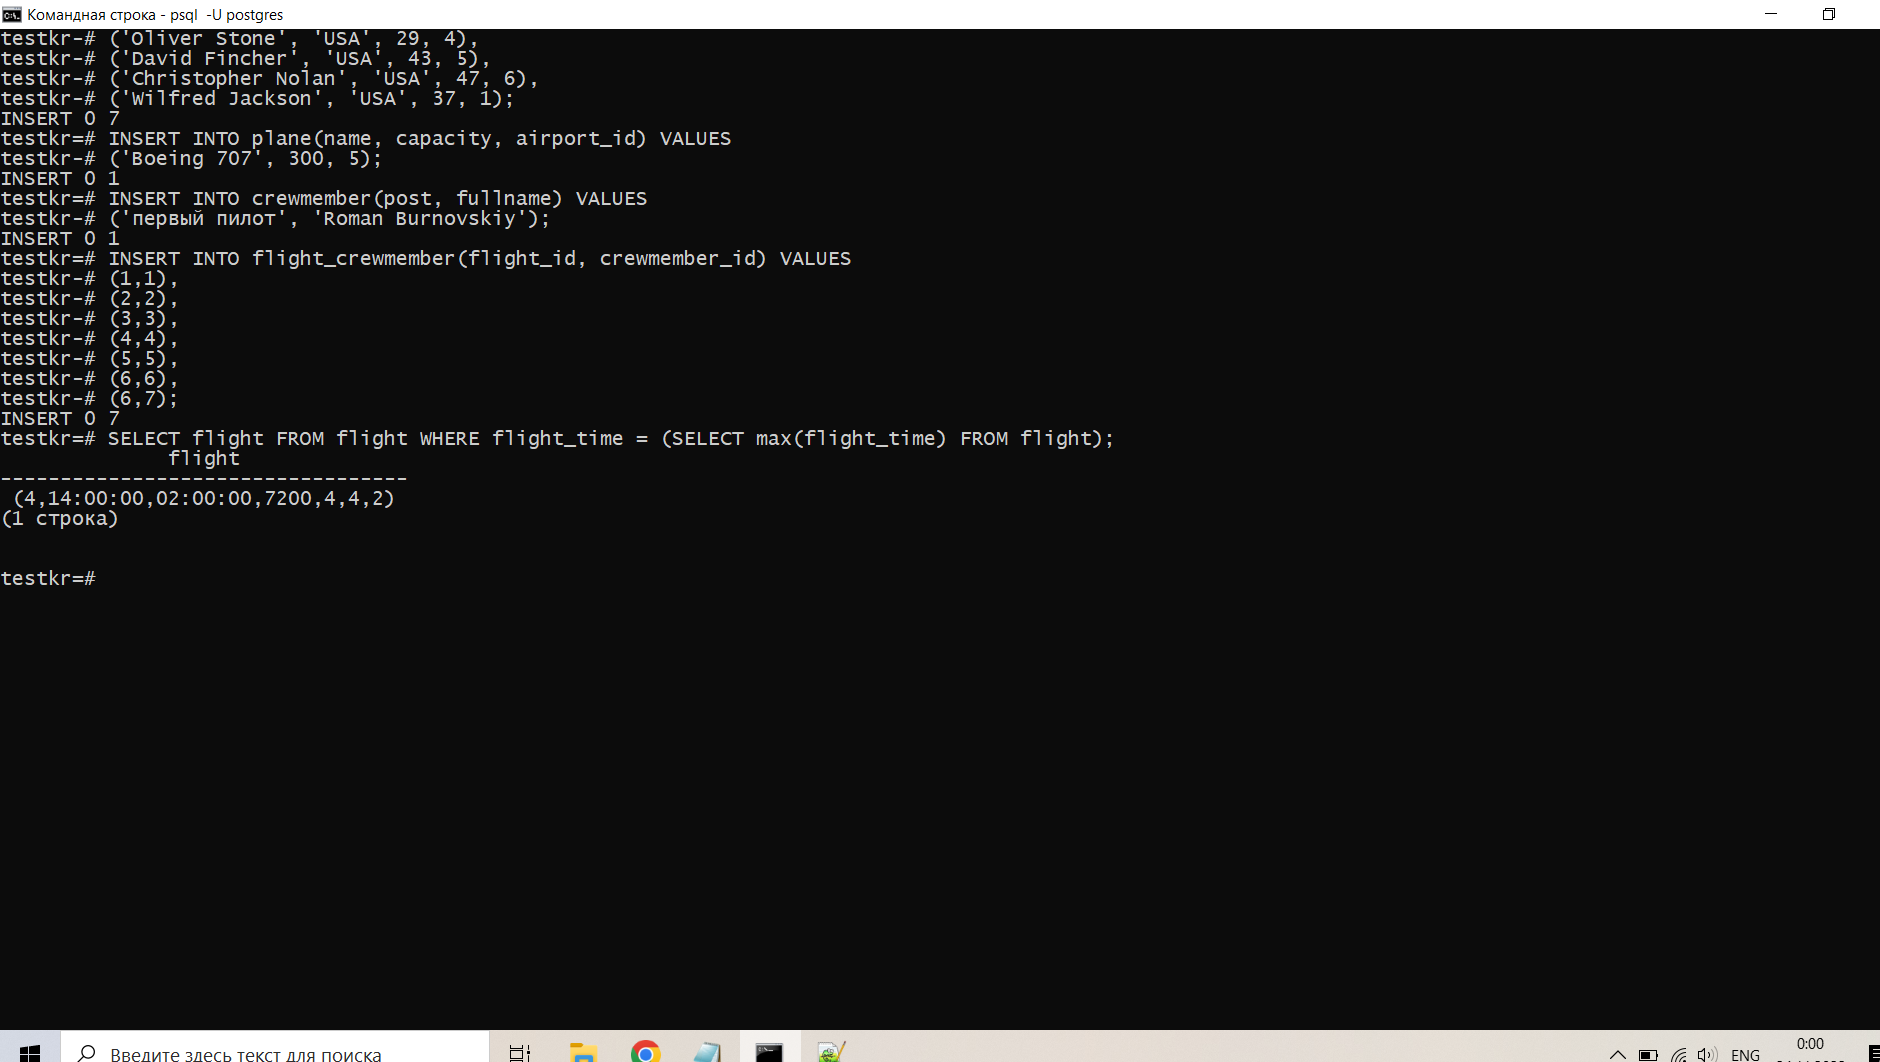 Командная строка - psql  -U postgres
testkr-# ('Oliver Stone', 'USA', 29, 4),
testkr-# ('David Fincher', 'USA', 43, 5),
testkr-# ('Christopher Nolan', 'USA', 47, 6),
testkr-# ('Wilfred Jackson', 'USA', 37, 1);
INSERT 0 7
testkr=# INSERT INTO plane(name, capacity, airport_id) VALUES
testkr-# ('Boeing 707', 300, 5);
INSERT 0 1
testkr=# INSERT INTO crewmember(post, fullname) VALUES
testkr-# ('первый пилот', 'Roman Burnovskiy');
INSERT 0 1
testkr=# INSERT INTO flight_crewmember(flight_id, crewmember_id) VALUES
testkr-# (1,1),
testkr-# (2,2),
testkr-# (3,3),
testkr-# (4,4),
testkr-# (5,5),
testkr-# (6,6),
testkr-# (6,7);
INSERT 0 7
testkr=# SELECT flight FROM flight WHERE flight_time = (SELECT max(flight_time) FROM flight);
flight
----------------------------------
(4,14:00:00,02:00:00,7200,4,4,2)
(1 строка)
testkr=#
Введите здесь текст для поиска
ENG
0:00